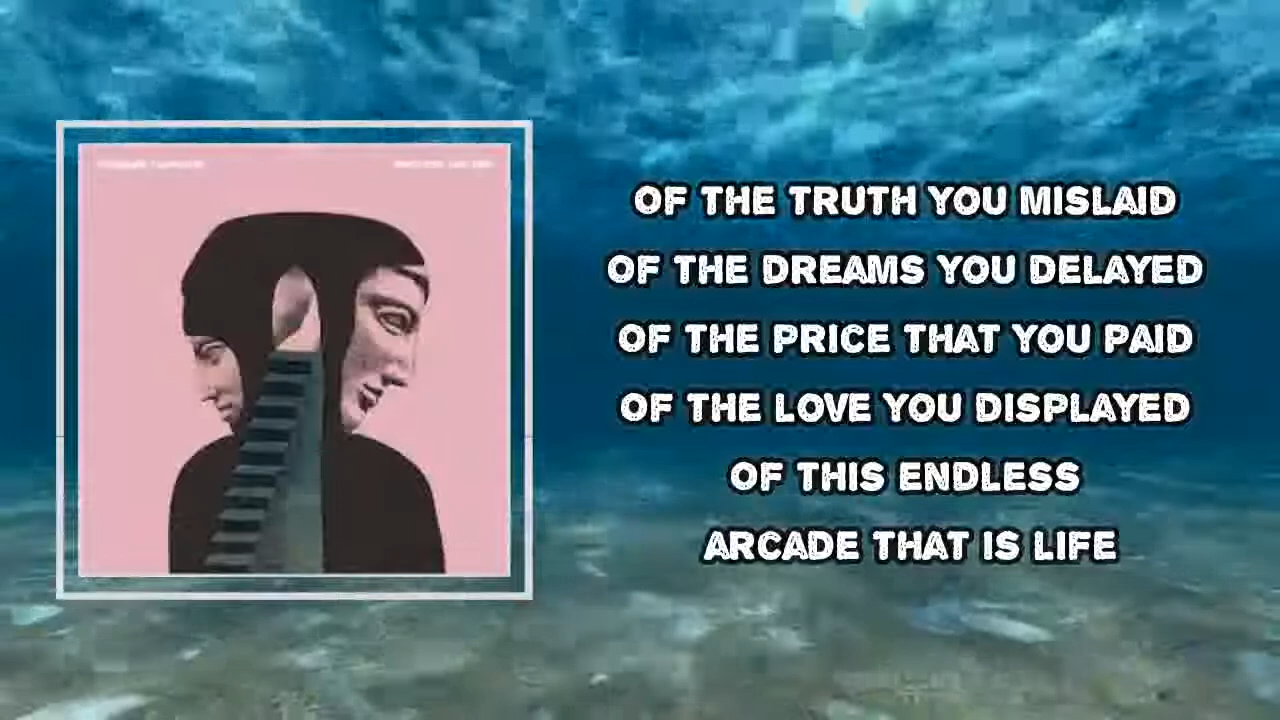 OF THE TRUTH YOU MISLAID
OF THE DREAMS YOU DELAYED
OF THE PRICE THAT YOU PAID
OF THE LOVE YOU DISPLAYED
OF THIS ENDLESS
ARCADE THAT IS LIFE